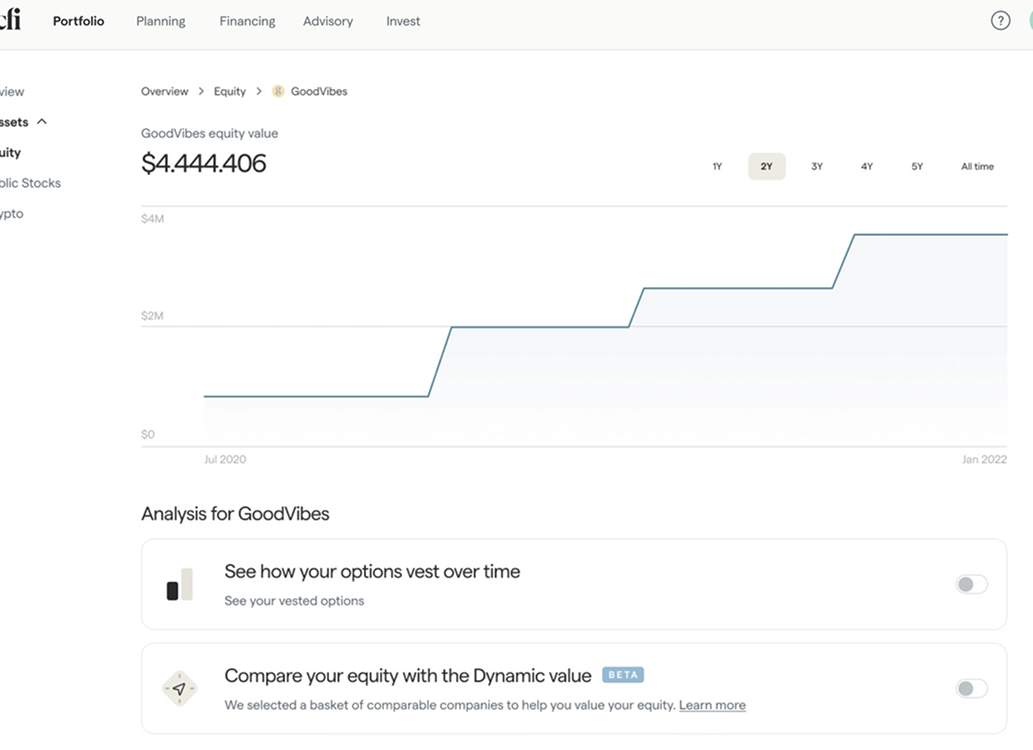 cfi Portfolio Planning Financing Advisory Invest ?
view
ssets
uity
blic Stocks
ypto
Overview > Equity > g GoodVibes
GoodVibes equity value
$4.444.406
1Y 2Y 3Y 4Y 5Y All time
$4M
$2M
$0
Jul 2020 Jan 2022
Analysis for GoodVibes
See how your options vest over time
See your vested options
Compare your equity with the Dynamic value BETA
We selected a basket of comparable companies to help you value your equity. Learn more